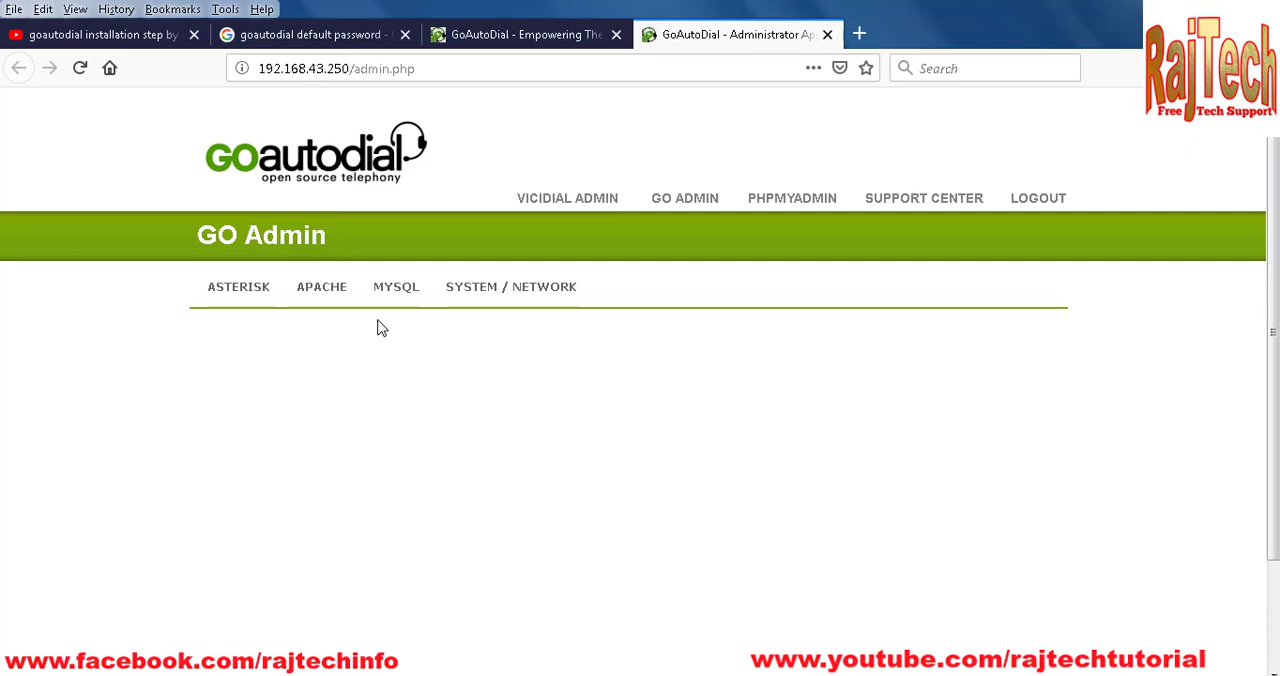 File Edit View History Bookmarks Tools Help
goautodial installation step by
goautodial default password -
GoAutoDial - Empowering The
GoAutoDial - Administrator Ap
192.168.43.250/admin.php
Search
RajTech
Free Tech Support
GOautodial
open source telephony
VICIDIAL ADMIN GO ADMIN PHPMYADMIN SUPPORT CENTER LOGOUT
GO Admin
ASTERISK APACHE MYSQL SYSTEM / NETWORK
www.facebook.com/rajtechinfo
www.youtube.com/rajtechtutorial